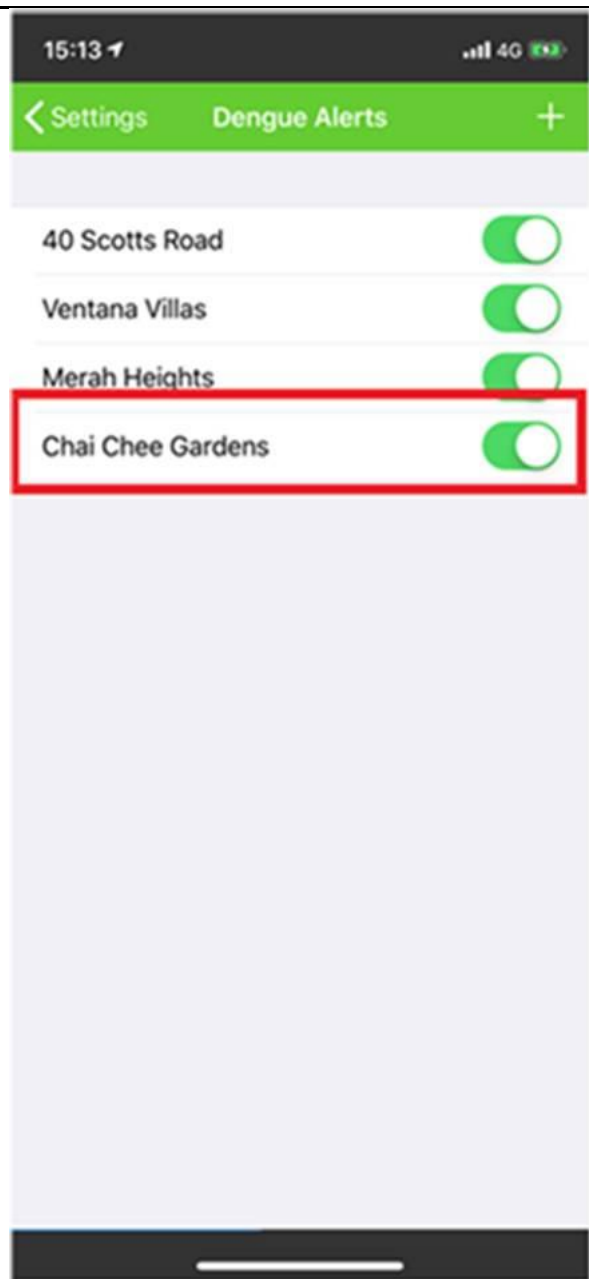 15:13
4G
Settings
Dengue Alerts
+
40 Scotts Road
Ventana Villas
Merah Heights
Chai Chee Gardens